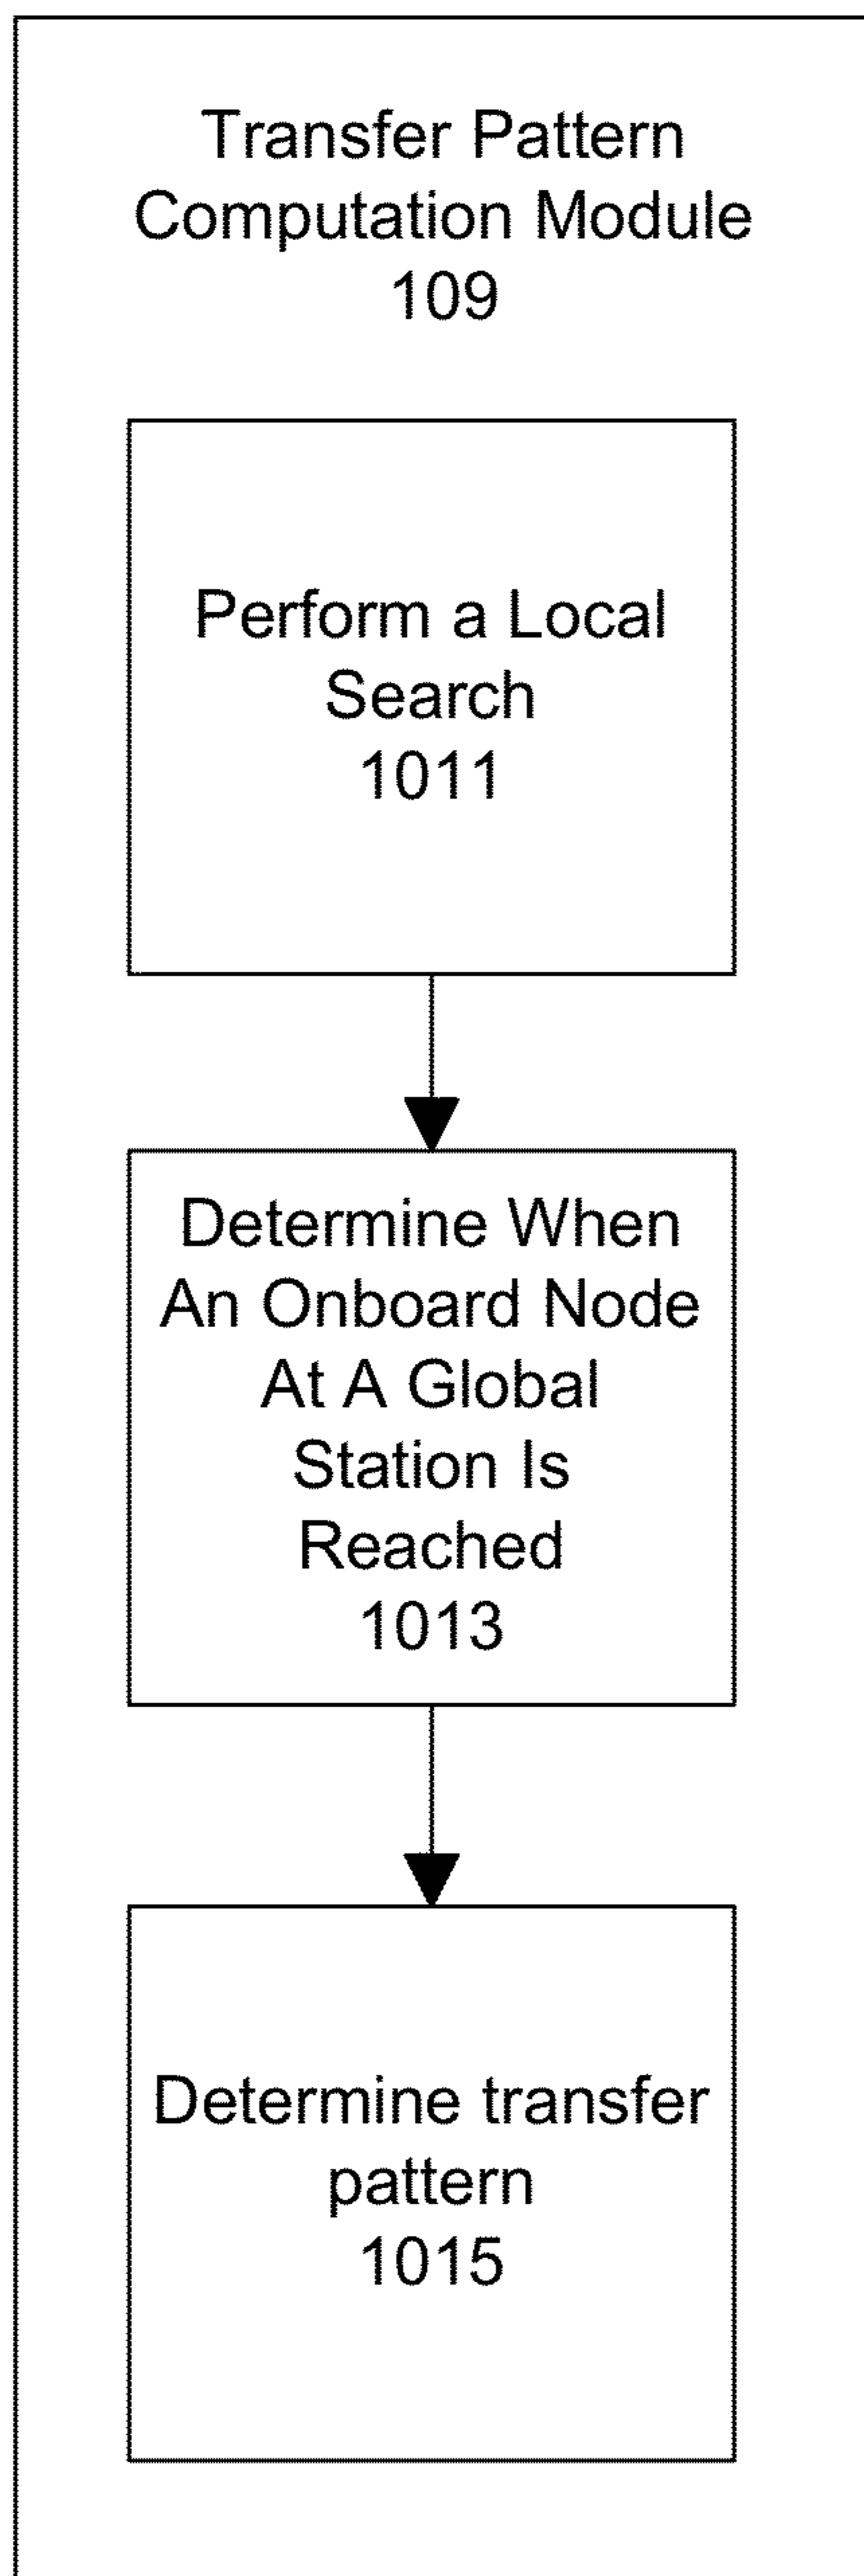 Transfer Pattern
Computation Module
109
Perform a Local
Search
1011
Determine When
An Onboard Node
At A Global
Station Is
Reached
1013
Determine transfer
pattern
1015